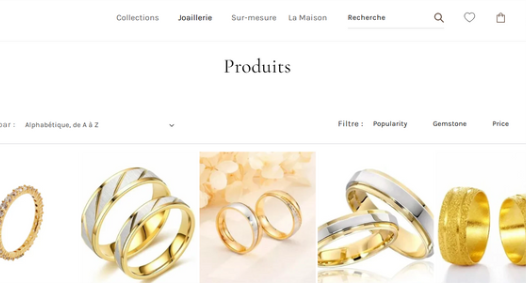 Collections Joaillerie Sur-mesure La Maison Recherche
Produits
par : Alphabétique, de A à Z Filtre : Popularity Gemstone Price